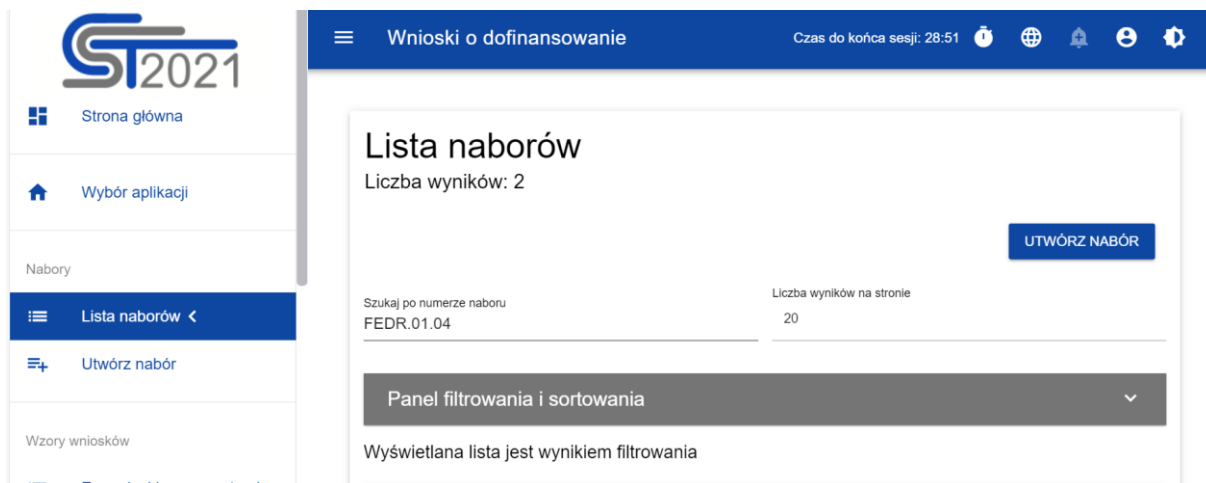 CST2021
Strona główna
Wybór aplikacji
Nabory
Lista naborów
Utwórz nabór
Wzory wniosków
Wnioski o dofinansowanie
Czas do końca sesji: 28:51
Lista naborów
Liczba wyników: 2
UTWÓRZ NABÓR
Szukaj po numerze naboru
FEDR.01.04
Liczba wyników na stronie
20
Panel filtrowania i sortowania
Wyświetlana lista jest wynikiem filtrowania